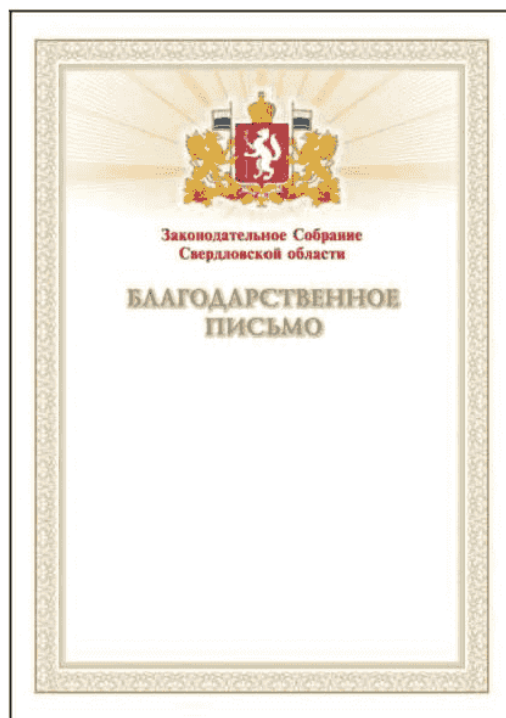 Законодательное Собрание
Свердловской области
БЛАГОДАРСТВЕННОЕ
ПИСЬМО